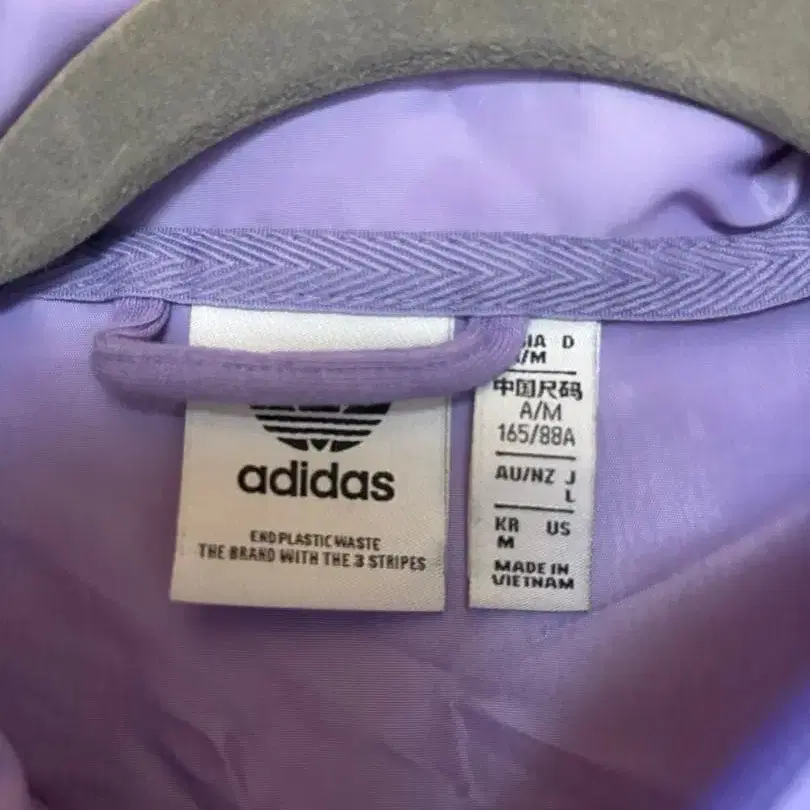 adidas
END PLASTIC WASTE
THE BRAND WITH THE 3 STRIPES
D
/M
中国尺码
A/M
165/88A
AU/NZ J
L
KR US
M
MADE IN
VIETNAM